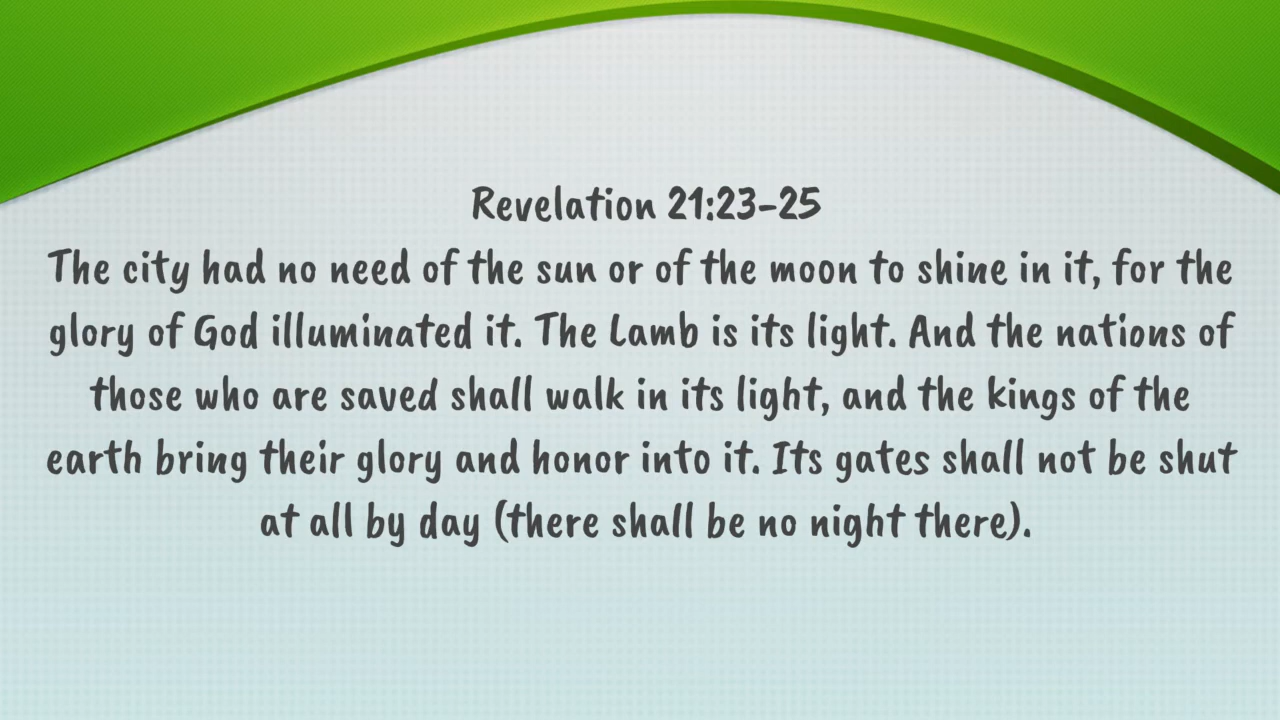 Revelation 21:23-25
The city had no need of the sun or of the moon to shine in it, for the
glory of God illuminated it. The Lamb is its light. And the nations of
those who are saved shall walk in its light, and the kings of the
earth bring their glory and honor into it. Its gates shall not be shut
at all by day (there shall be no night there).